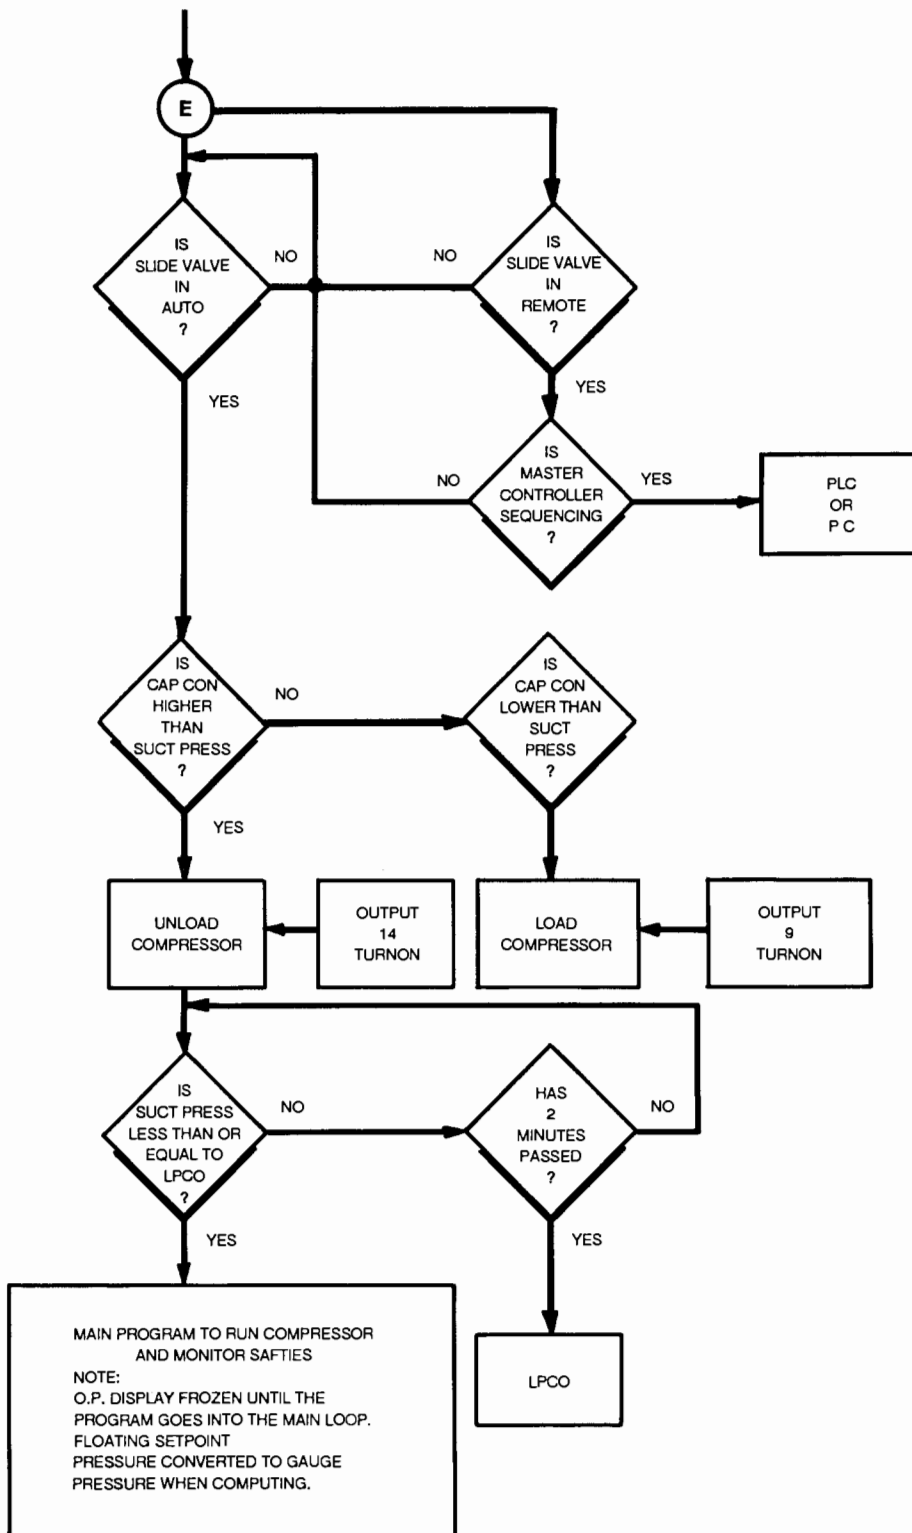 E
IS
SLIDE VALVE
IN
AUTO
?
NO
NO
IS
SLIDE VALVE
IN
REMOTE
?
YES
YES
IS
MASTER
CONTROLLER
SEQUENCING
?
NO
YES
PLC
OR
P C
IS
CAP CON
HIGHER
THAN
SUCT PRESS
?
NO
IS
CAP CON
LOWER THAN
SUCT
PRESS
?
YES
UNLOAD
COMPRESSOR
OUTPUT
14
TURNON
LOAD
COMPRESSOR
OUTPUT
9
TURNON
IS
SUCT PRESS
LESS THAN OR
EQUAL TO
LPCO
?
NO
HAS
2
MINUTES
PASSED
?
NO
YES
YES
MAIN PROGRAM TO RUN COMPRESSOR
AND MONITOR SAFTIES
NOTE:
O.P. DISPLAY FROZEN UNTIL THE
PROGRAM GOES INTO THE MAIN LOOP.
FLOATING SETPOINT
PRESSURE CONVERTED TO GAUGE
PRESSURE WHEN COMPUTING.
LPCO